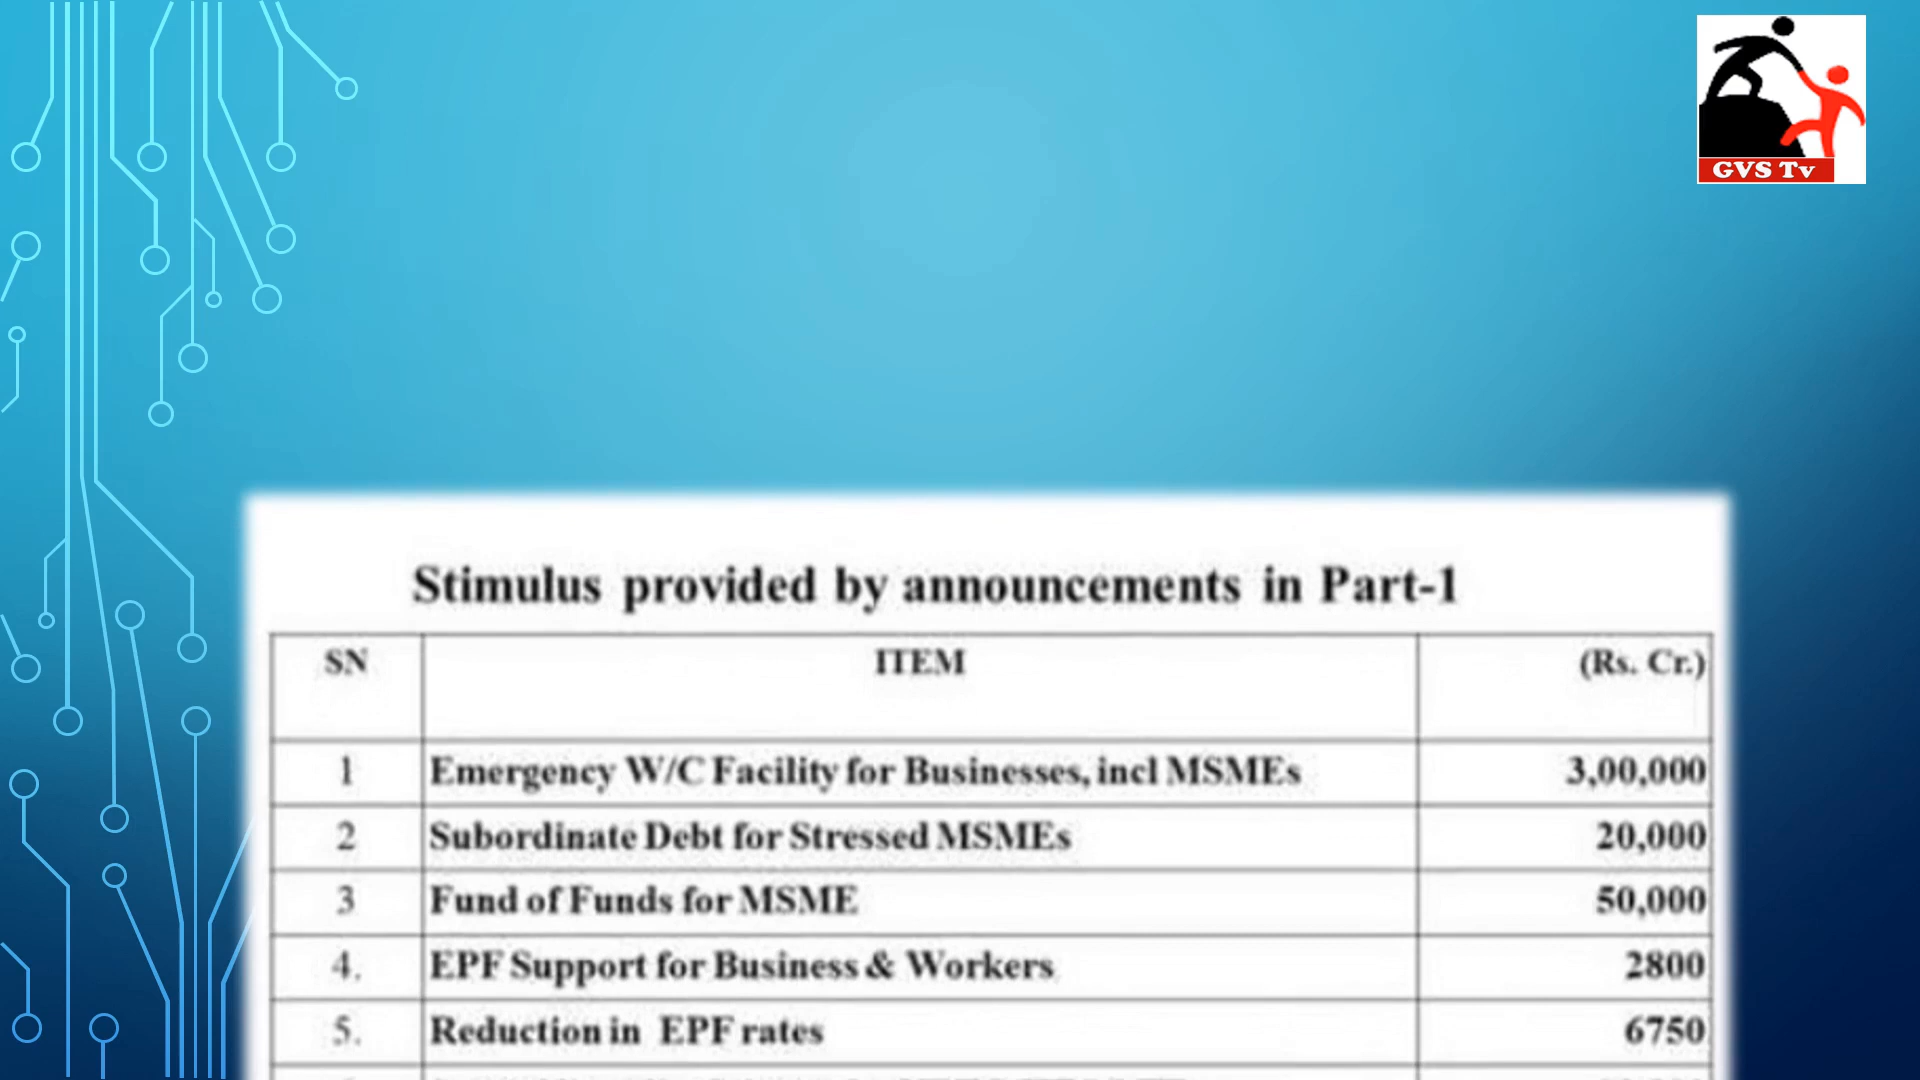 GVS Tv
Stimulus provided by announcements in Part-1
SN ITEM (Rs. Cr.)
1 Emergency W/C Facility for Businesses, incl MSMEs 3,00,000
2 Subordinate Debt for Stressed MSMEs 20,000
3 Fund of Funds for MSME 50,000
4. EPF Support for Business & Workers 2800
5. Reduction in EPF rates 6750